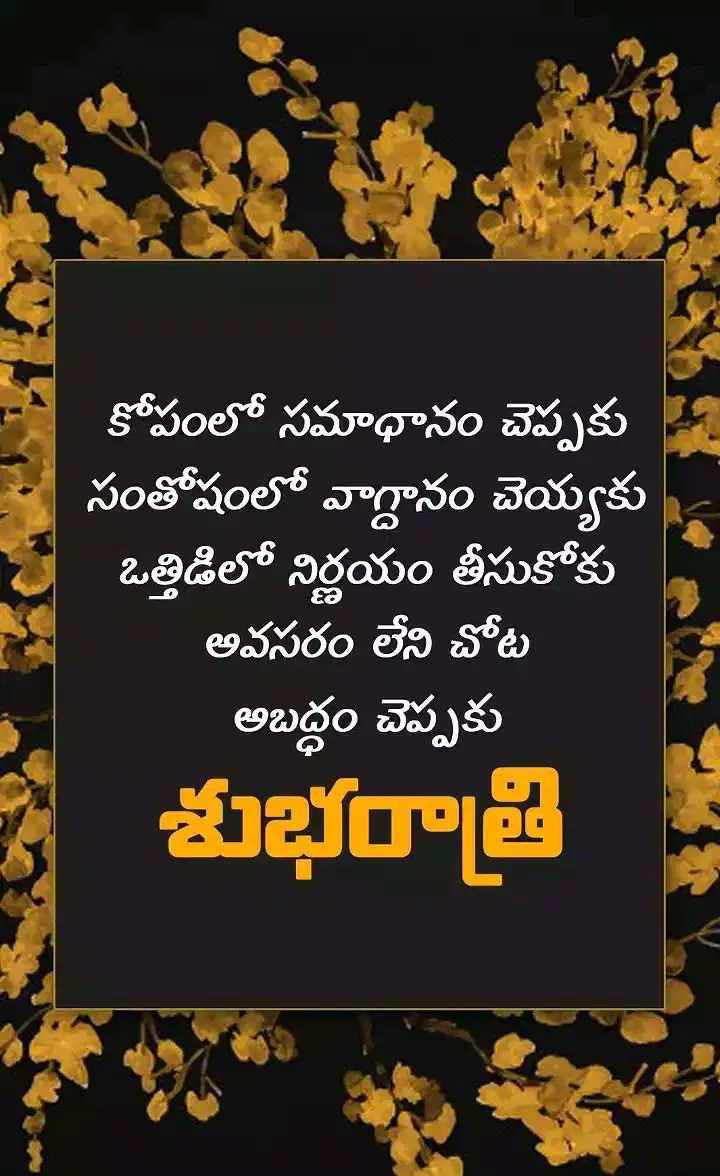 కోపంలో సమాధానం చెప్పకు
సంతోషంలో వాగ్దానం చెయ్యకు
ఒత్తిడిలో నిర్ణయం తీసుకోకు
అవసరం లేని చోట
అబద్ధం చెప్పకు
శుభరాత్రి